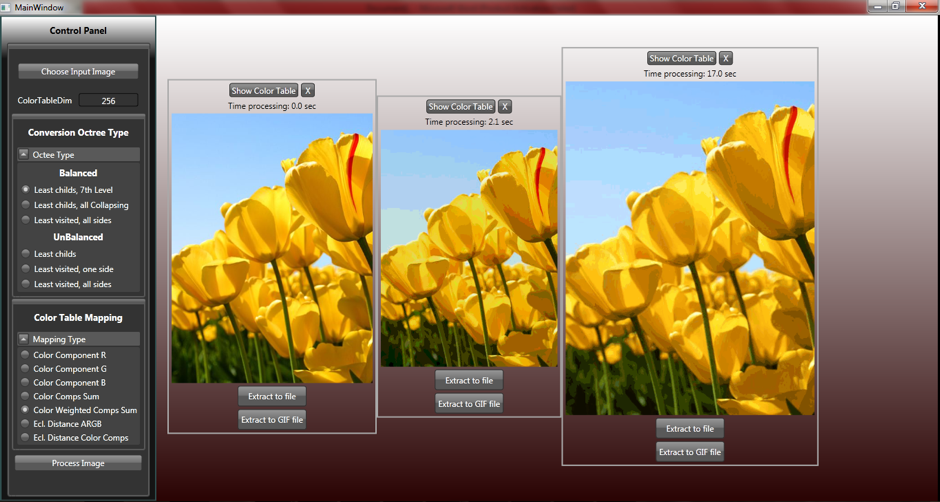 MainWindow
Control Panel
Choose Input Image
ColorTableDim 256
Conversion Octree Type
Octee Type
Balanced
Least childs, 7th Level
Least childs, all Collapsing
Least visited, all sides
UnBalanced
Least childs
Least visited, one side
Least visited, all sides
Color Table Mapping
Mapping Type
Color Component R
Color Component G
Color Component B
Color Comps Sum
Color Weighted Comps Sum
Ecl. Distance ARGB
Ecl. Distance Color Comps
Process Image
Show Color Table X
Time processing: 0.0 sec
Extract to file
Extract to GIF file
Show Color Table X
Time processing: 2.1 sec
Extract to file
Extract to GIF file
Show Color Table X
Time processing: 17.0 sec
Extract to file
Extract to GIF file